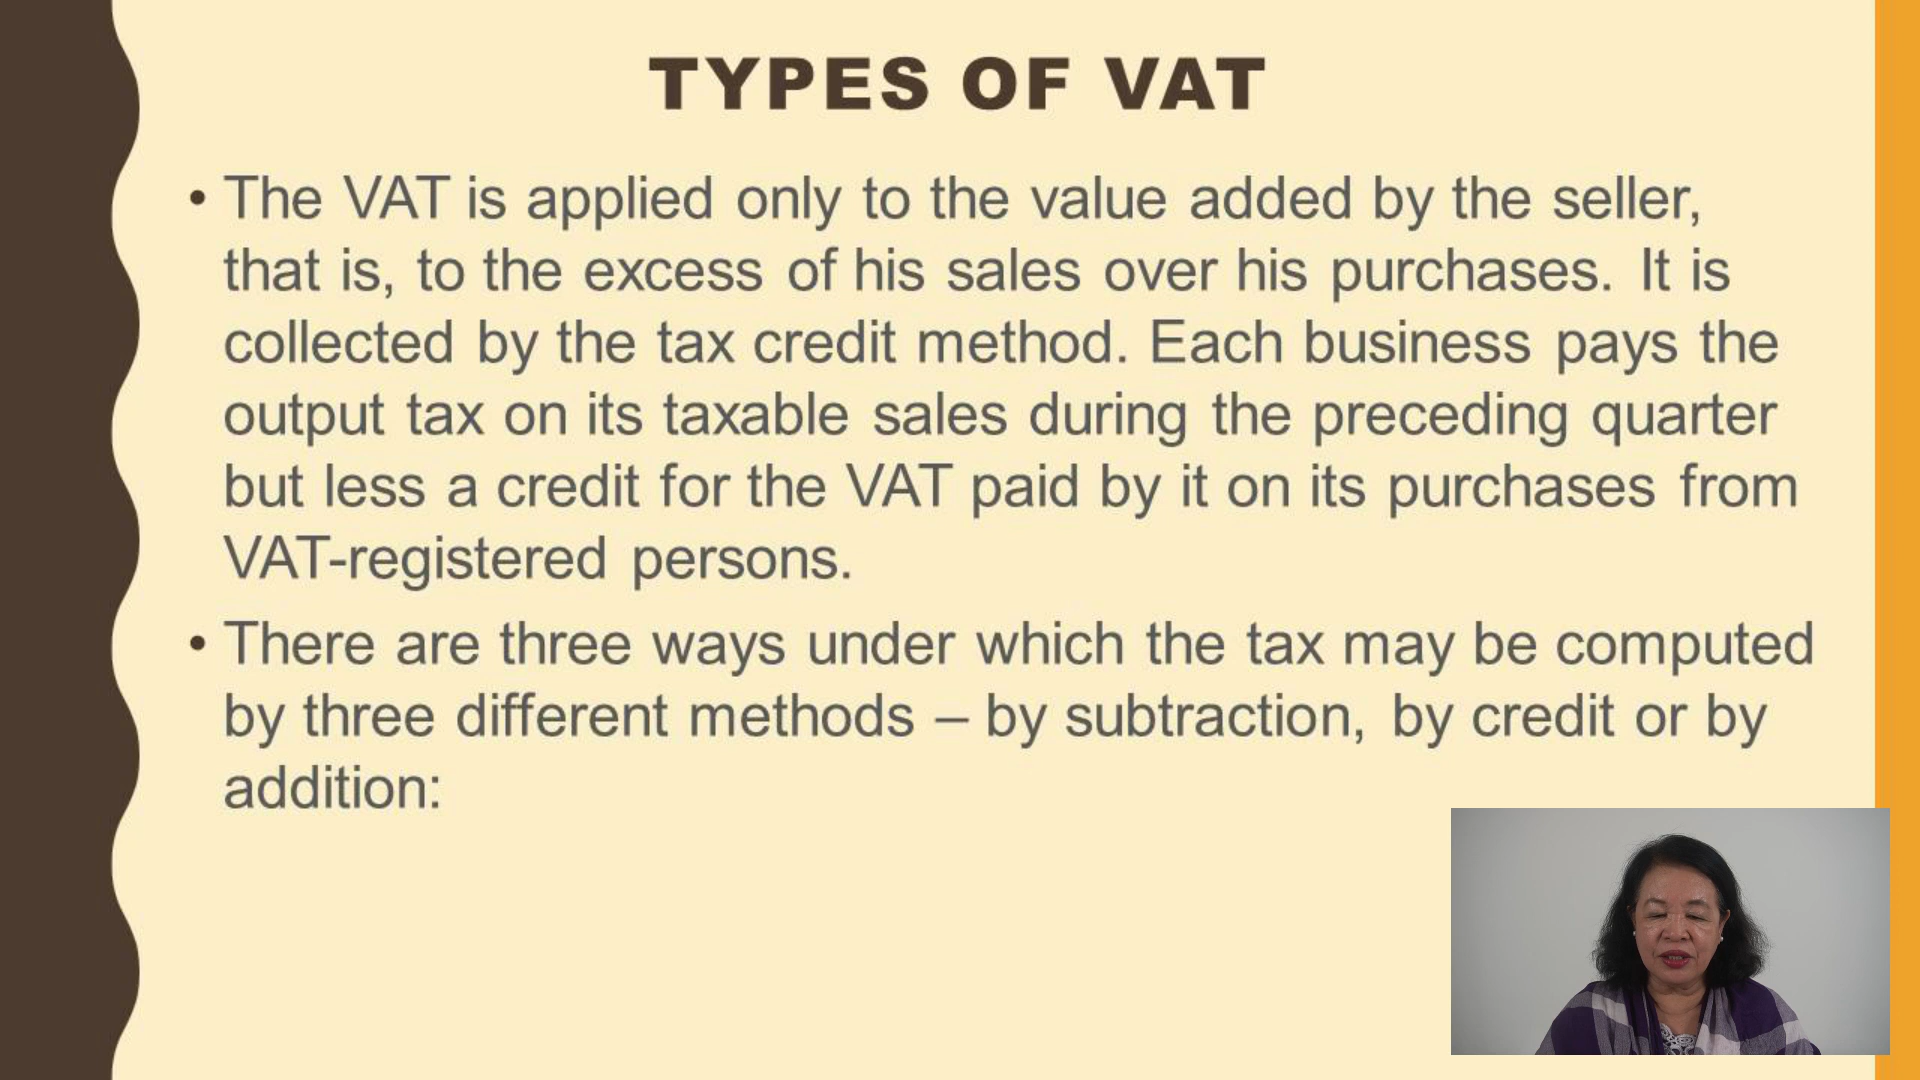 TYPES OF VAT
• The VAT is applied only to the value added by the seller,
that is, to the excess of his sales over his purchases. It is
collected by the tax credit method. Each business pays the
output tax on its taxable sales during the preceding quarter
but less a credit for the VAT paid by it on its purchases from
VAT-registered persons.
• There are three ways under which the tax may be computed
by three different methods – by subtraction, by credit or by
addition: